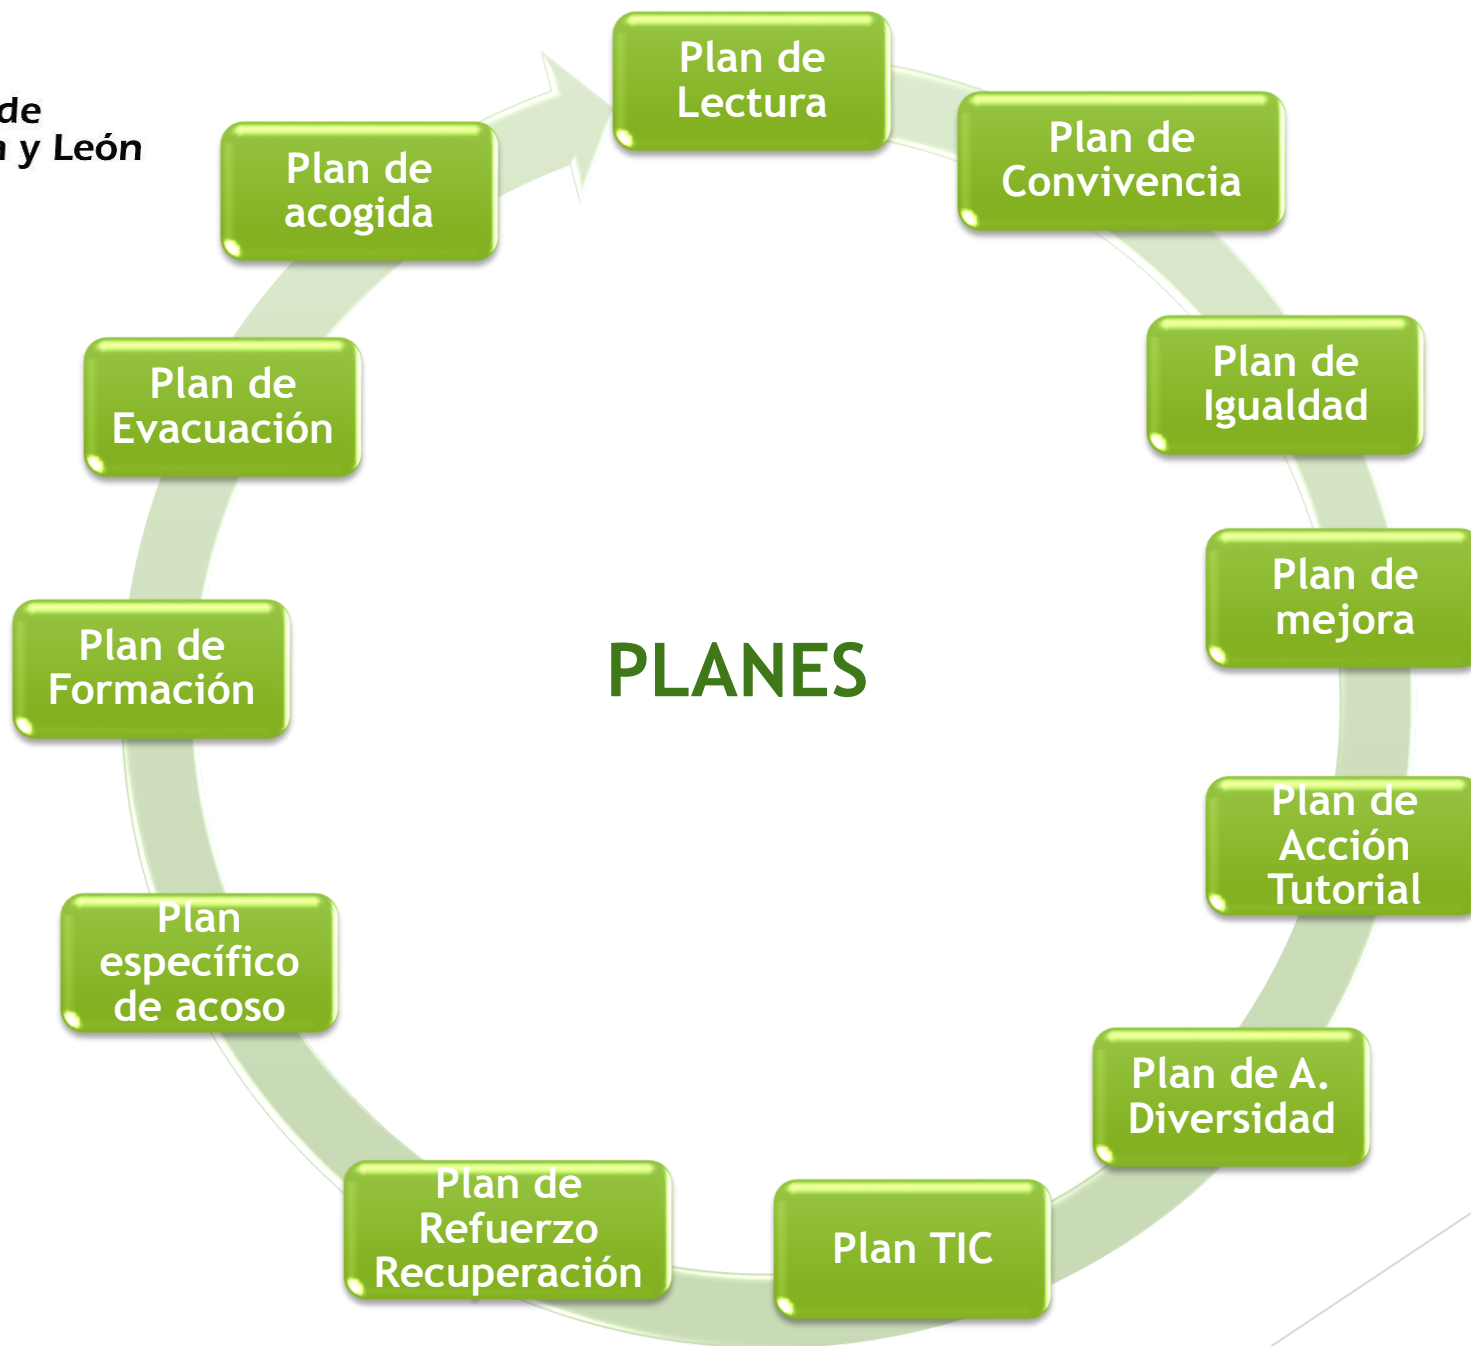 de
y León
Plan de
Lectura
Plan de
Convivencia
Plan de
Igualdad
Plan de
mejora
Plan de
Acción
Tutorial
Plan de A.
Diversidad
Plan TIC
Plan de
Refuerzo
Recuperación
Plan
específico
de acoso
Plan de
Formación
Plan de
Evacuación
Plan de
acogida
PLANES